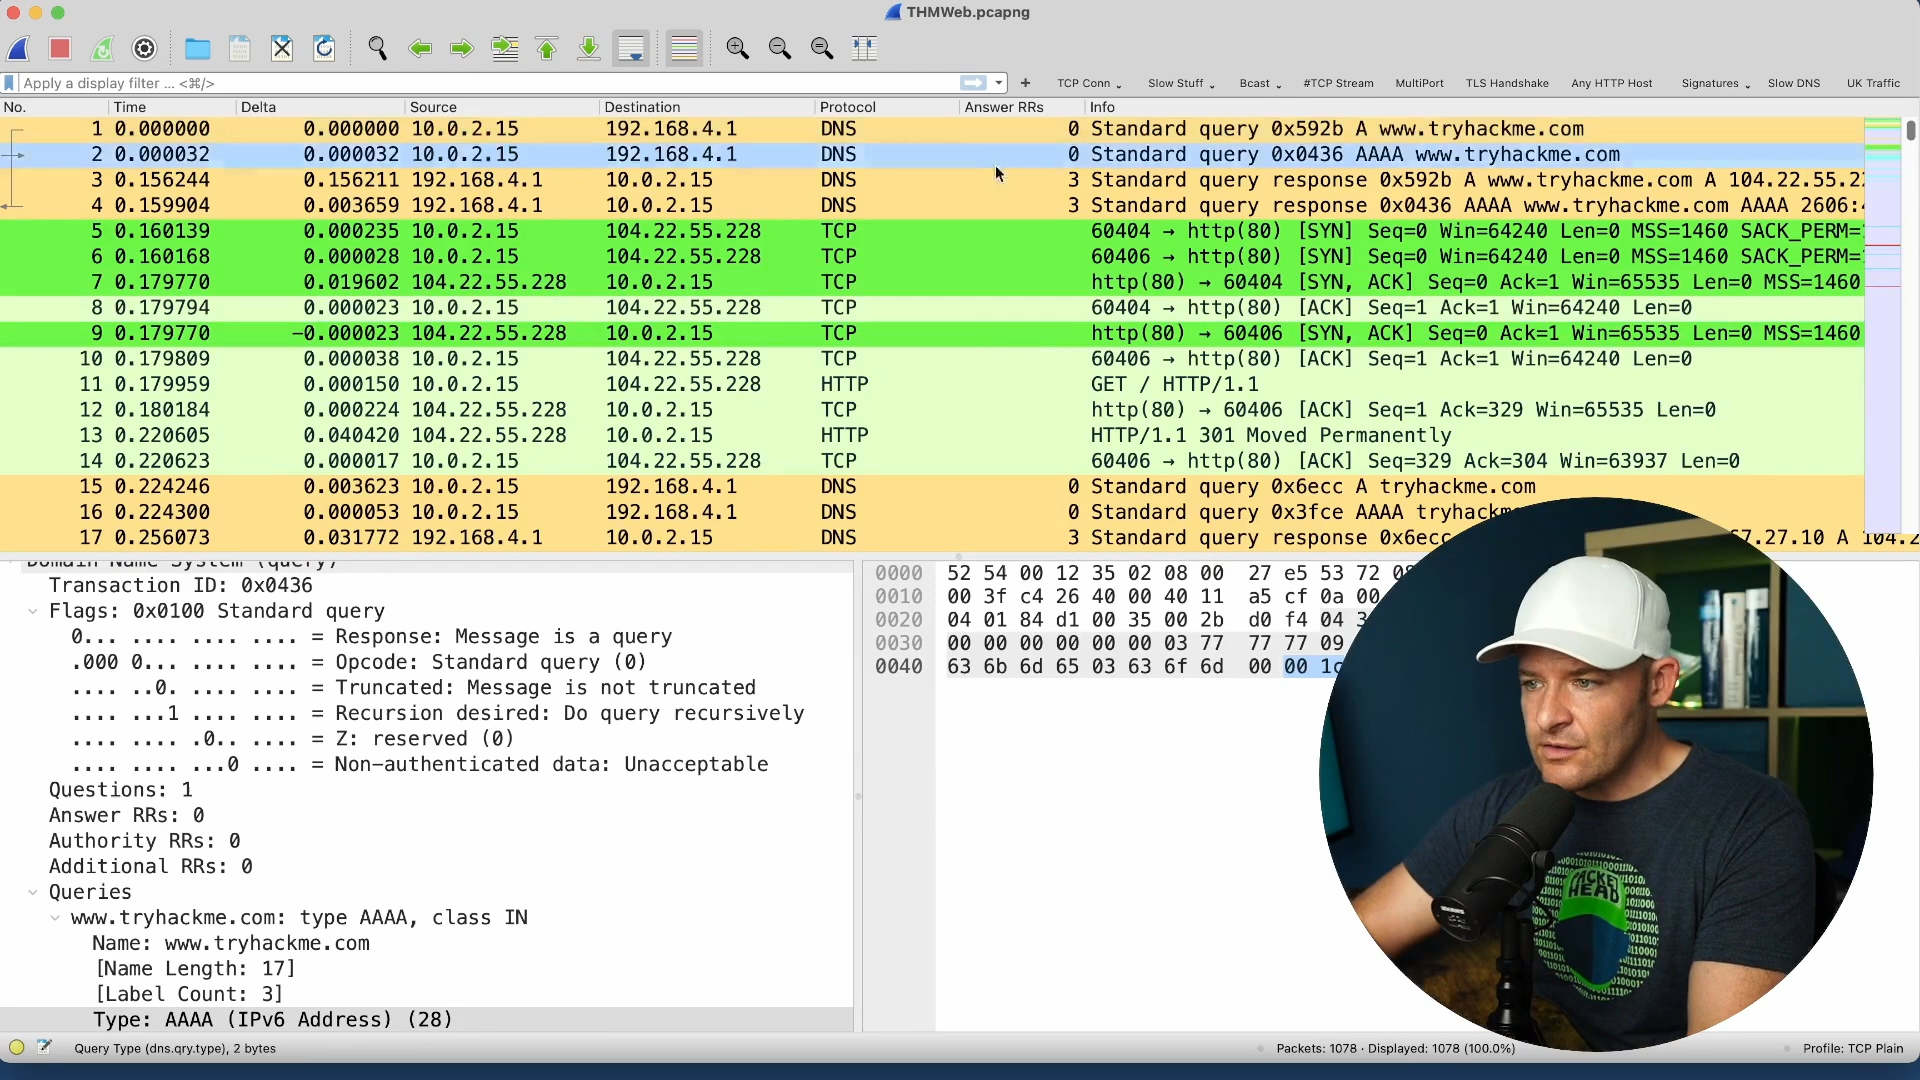 THMWeb.pcapng
Apply a display filter ... <⌘/>
+ TCP Conn Slow Stuff Bcast #TCP Stream MultiPort TLS Handshake Any HTTP Host Signatures Slow DNS UK Traffic
No. Time Delta Source Destination Protocol Answer RRs Info
1 0.000000 0.000000 10.0.2.15 192.168.4.1 DNS 0 Standard query 0x592b A www.tryhackme.com
2 0.000032 0.000032 10.0.2.15 192.168.4.1 DNS 0 Standard query 0x0436 AAAA www.tryhackme.com
3 0.156244 0.156211 192.168.4.1 10.0.2.15 DNS 3 Standard query response 0x592b A www.tryhackme.com A 104.22.55.2
4 0.159904 0.003659 192.168.4.1 10.0.2.15 DNS 3 Standard query response 0x0436 AAAA www.tryhackme.com AAAA 2606:
5 0.160139 0.000235 10.0.2.15 104.22.55.228 TCP 60404 → http(80) [SYN] Seq=0 Win=64240 Len=0 MSS=1460 SACK_PERM=
6 0.160168 0.000028 10.0.2.15 104.22.55.228 TCP 60406 → http(80) [SYN] Seq=0 Win=64240 Len=0 MSS=1460 SACK_PERM=
7 0.179770 0.019602 104.22.55.228 10.0.2.15 TCP http(80) → 60404 [SYN, ACK] Seq=0 Ack=1 Win=65535 Len=0 MSS=1460
8 0.179794 0.000023 10.0.2.15 104.22.55.228 TCP 60404 → http(80) [ACK] Seq=1 Ack=1 Win=64240 Len=0
9 0.179770 −0.000023 104.22.55.228 10.0.2.15 TCP http(80) → 60406 [SYN, ACK] Seq=0 Ack=1 Win=65535 Len=0 MSS=1460
10 0.179809 0.000038 10.0.2.15 104.22.55.228 TCP 60406 → http(80) [ACK] Seq=1 Ack=1 Win=64240 Len=0
11 0.179959 0.000150 10.0.2.15 104.22.55.228 HTTP GET / HTTP/1.1
12 0.180184 0.000224 104.22.55.228 10.0.2.15 TCP http(80) → 60406 [ACK] Seq=1 Ack=329 Win=65535 Len=0
13 0.220605 0.040420 104.22.55.228 10.0.2.15 HTTP HTTP/1.1 301 Moved Permanently
14 0.220623 0.000017 10.0.2.15 104.22.55.228 TCP 60406 → http(80) [ACK] Seq=329 Ack=304 Win=63937 Len=0
15 0.224246 0.003623 10.0.2.15 192.168.4.1 DNS 0 Standard query 0x6ecc A tryhackme.com
16 0.224300 0.000053 10.0.2.15 192.168.4.1 DNS 0 Standard query 0x3fce AAAA tryhackm
17 0.256073 0.031772 192.168.4.1 10.0.2.15 DNS 3 Standard query response 0x6ecc 7.27.10 A 104.2
Domain Name System (query)
Transaction ID: 0x0436
Flags: 0x0100 Standard query
0... .... .... .... = Response: Message is a query
.000 0... .... .... = Opcode: Standard query (0)
.... ..0. .... .... = Truncated: Message is not truncated
.... ...1 .... .... = Recursion desired: Do query recursively
.... .... .0.. .... = Z: reserved (0)
.... .... ...0 .... = Non-authenticated data: Unacceptable
Questions: 1
Answer RRs: 0
Authority RRs: 0
Additional RRs: 0
Queries
www.tryhackme.com: type AAAA, class IN
Name: www.tryhackme.com
[Name Length: 17]
[Label Count: 3]
Type: AAAA (IPv6 Address) (28)
0000 52 54 00 12 35 02 08 00 27 e5 53 72
0010 00 3f c4 26 40 00 40 11 a5 cf 0a 00
0020 04 01 84 d1 00 35 00 2b d0 f4 04
0030 00 00 00 00 00 00 03 77 77 77 09
0040 63 6b 6d 65 03 63 6f 6d 00 00 1c
PACKET HEAD
Query Type (dns.qry.type), 2 bytes
Packets: 1078 · Displayed: 1078 (100.0%)
Profile: TCP Plain